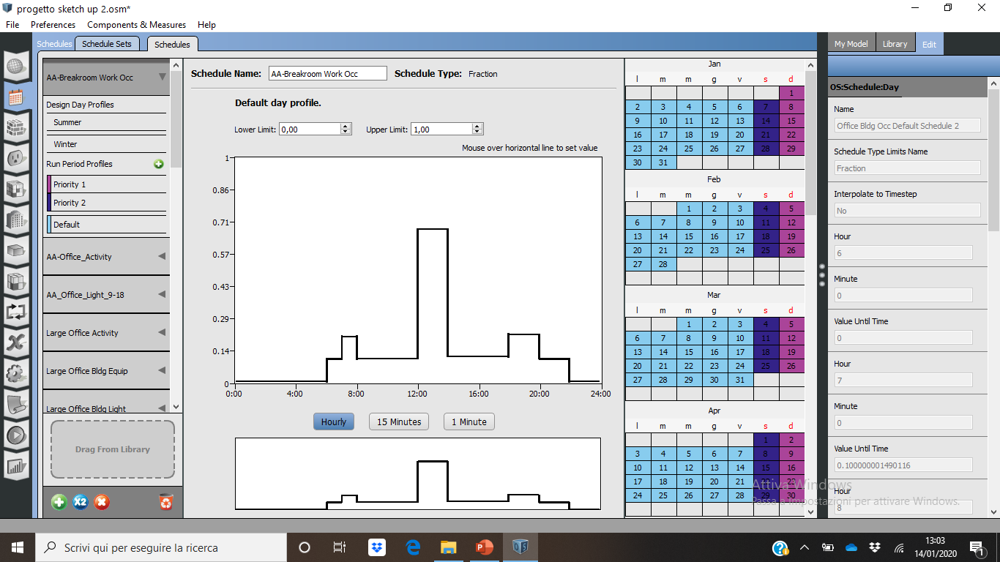 progetto sketch up 2.osm*
File Preferences Components & Measures Help
Schedules Schedule Sets Schedules
My Model Library Edit
AA-Breakroom Work Occ
Design Day Profiles
Summer
Winter
Run Period Profiles
Priority 1
Priority 2
Default
AA-Office_Activity
AA_Office_Light_9-18
Large Office Activity
Large Office Bldg Equip
Large Office Bldg Light
Drag From Library
X2
Schedule Name: AA-Breakroom Work Occ Schedule Type: Fraction
Default day profile.
Lower Limit: 0,00 Upper Limit: 1,00
Mouse over horizontal line to set value
1
0.86
0.71
0.57
0.43
0.29
0.14
0
0:00 4:00 8:00 12:00 16:00 20:00 24:00
Hourly 15 Minutes 1 Minute
Jan
l m m g v s d
1
2 3 4 5 6 7 8
9 10 11 12 13 14 15
16 17 18 19 20 21 22
23 24 25 26 27 28 29
30 31
Feb
l m m g v s d
1 2 3 4 5
6 7 8 9 10 11 12
13 14 15 16 17 18 19
20 21 22 23 24 25 26
27 28
Mar
l m m g v s d
1 2 3 4 5
6 7 8 9 10 11 12
13 14 15 16 17 18 19
20 21 22 23 24 25 26
27 28 29 30 31
Apr
l m m g v s d
1 2
3 4 5 6 7 8 9
10 11 12 13 14 15 16
17 18 19 20 21 22 23
24 25 26 27 28 29 30
OS:Schedule:Day
Name
Office Bldg Occ Default Schedule 2
Schedule Type Limits Name
Fraction
Interpolate to Timestep
No
Hour
6
Minute
0
Value Until Time
0
Hour
7
Minute
0
Value Until Time
0.100000001490116
Hour
8
Attiva Windows
Passa a impostazioni per attivare Windows.
Scrivi qui per eseguire la ricerca
13:03
14/01/2020
1